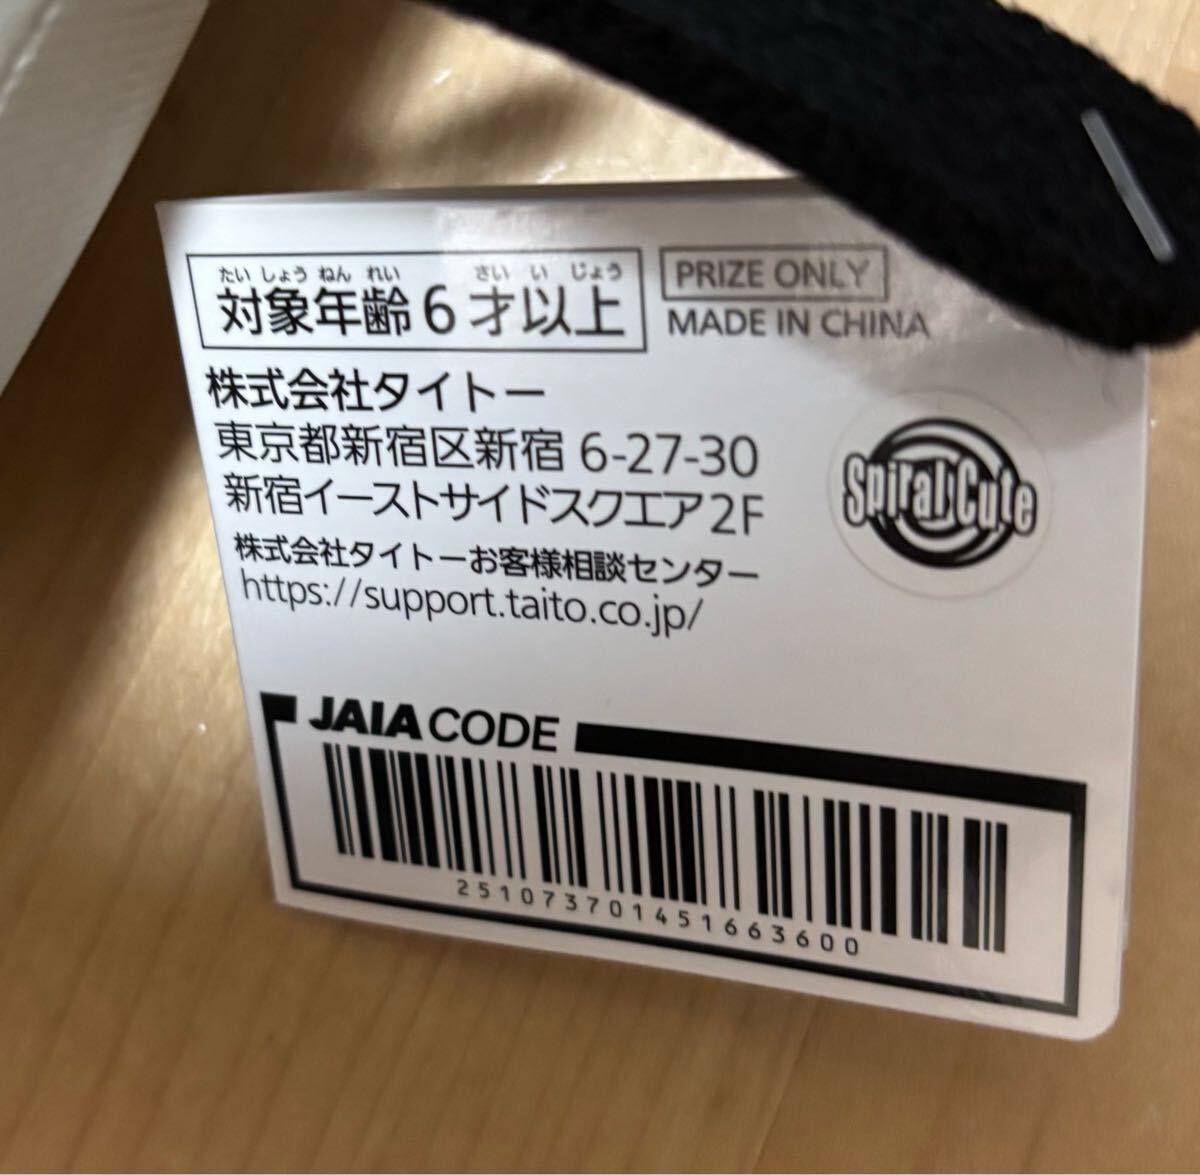 たいしょうねんれい さいいじょう
対象年齢6才以上
PRIZE ONLY
MADE IN CHINA
株式会社タイトー
東京都新宿区新宿 6-27-30
新宿イーストサイドスクエア2F
株式会社タイトーお客様相談センター
https://support.taito.co.jp/
Spiral Cute
JAIA CODE
251073701451663600